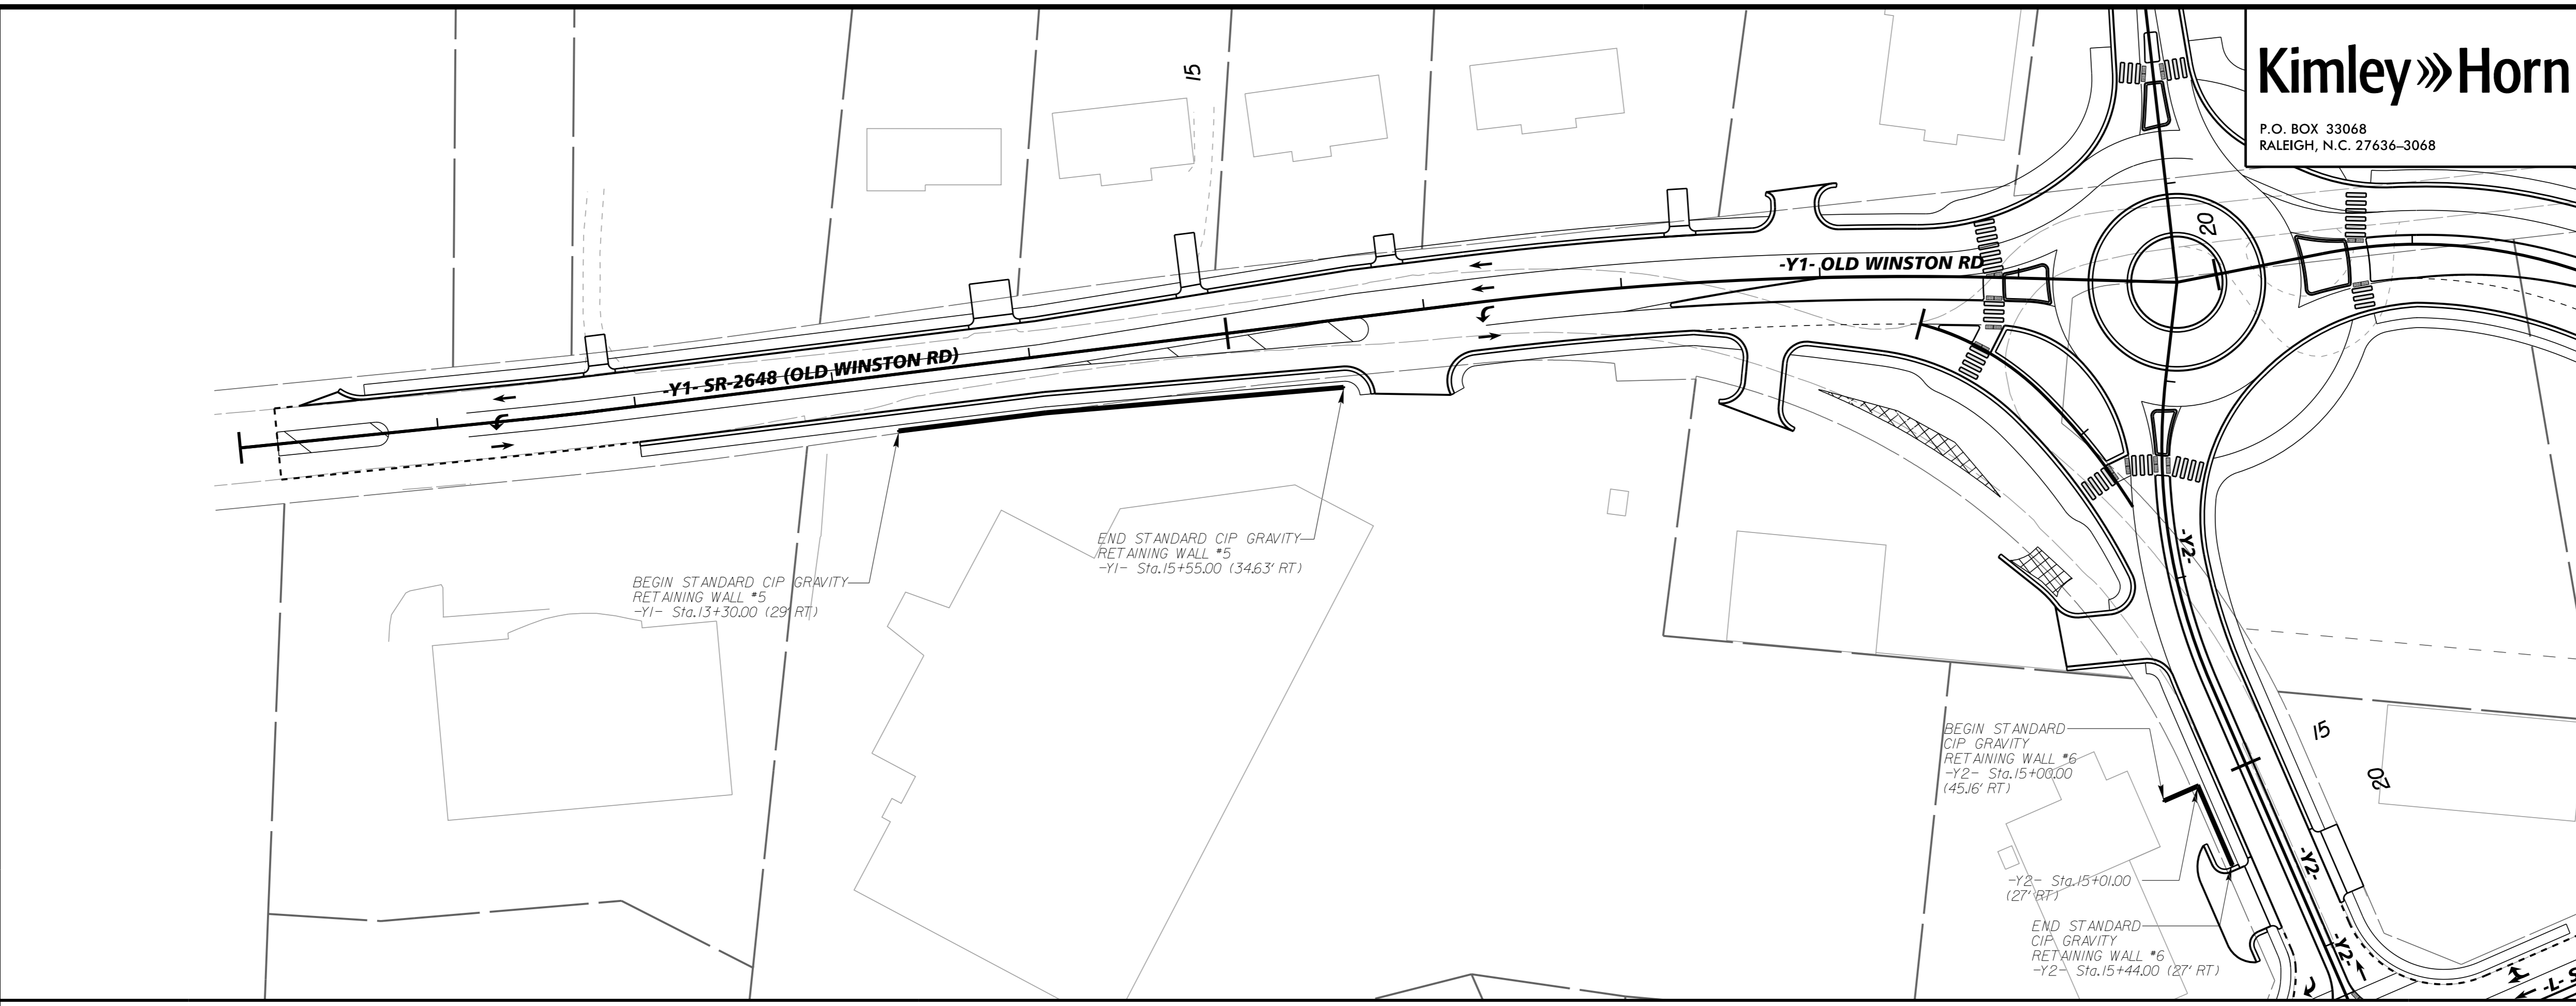 Kimley»Horn
P.O. BOX 33068
RALEIGH, N.C. 27636–3068
15
20
-Y1- OLD WINSTON RD
-Y1- SR-2648 (OLD WINSTON RD)
END STANDARD CIP GRAVITY
RETAINING WALL #5
-Y1- Sta.15+55.00 (34.63' RT)
BEGIN STANDARD CIP GRAVITY
RETAINING WALL #5
-Y1- Sta.13+30.00 (29' RT)
-Y2-
BEGIN STANDARD
CIP GRAVITY
RETAINING WALL #6
-Y2- Sta.15+00.00
(45.16' RT)
15
20
-Y2- Sta.15+01.00
(27' RT)
-Y2-
END STANDARD
CIP GRAVITY
RETAINING WALL #6
-Y2- Sta.15+44.00 (27' RT)
-Y2-